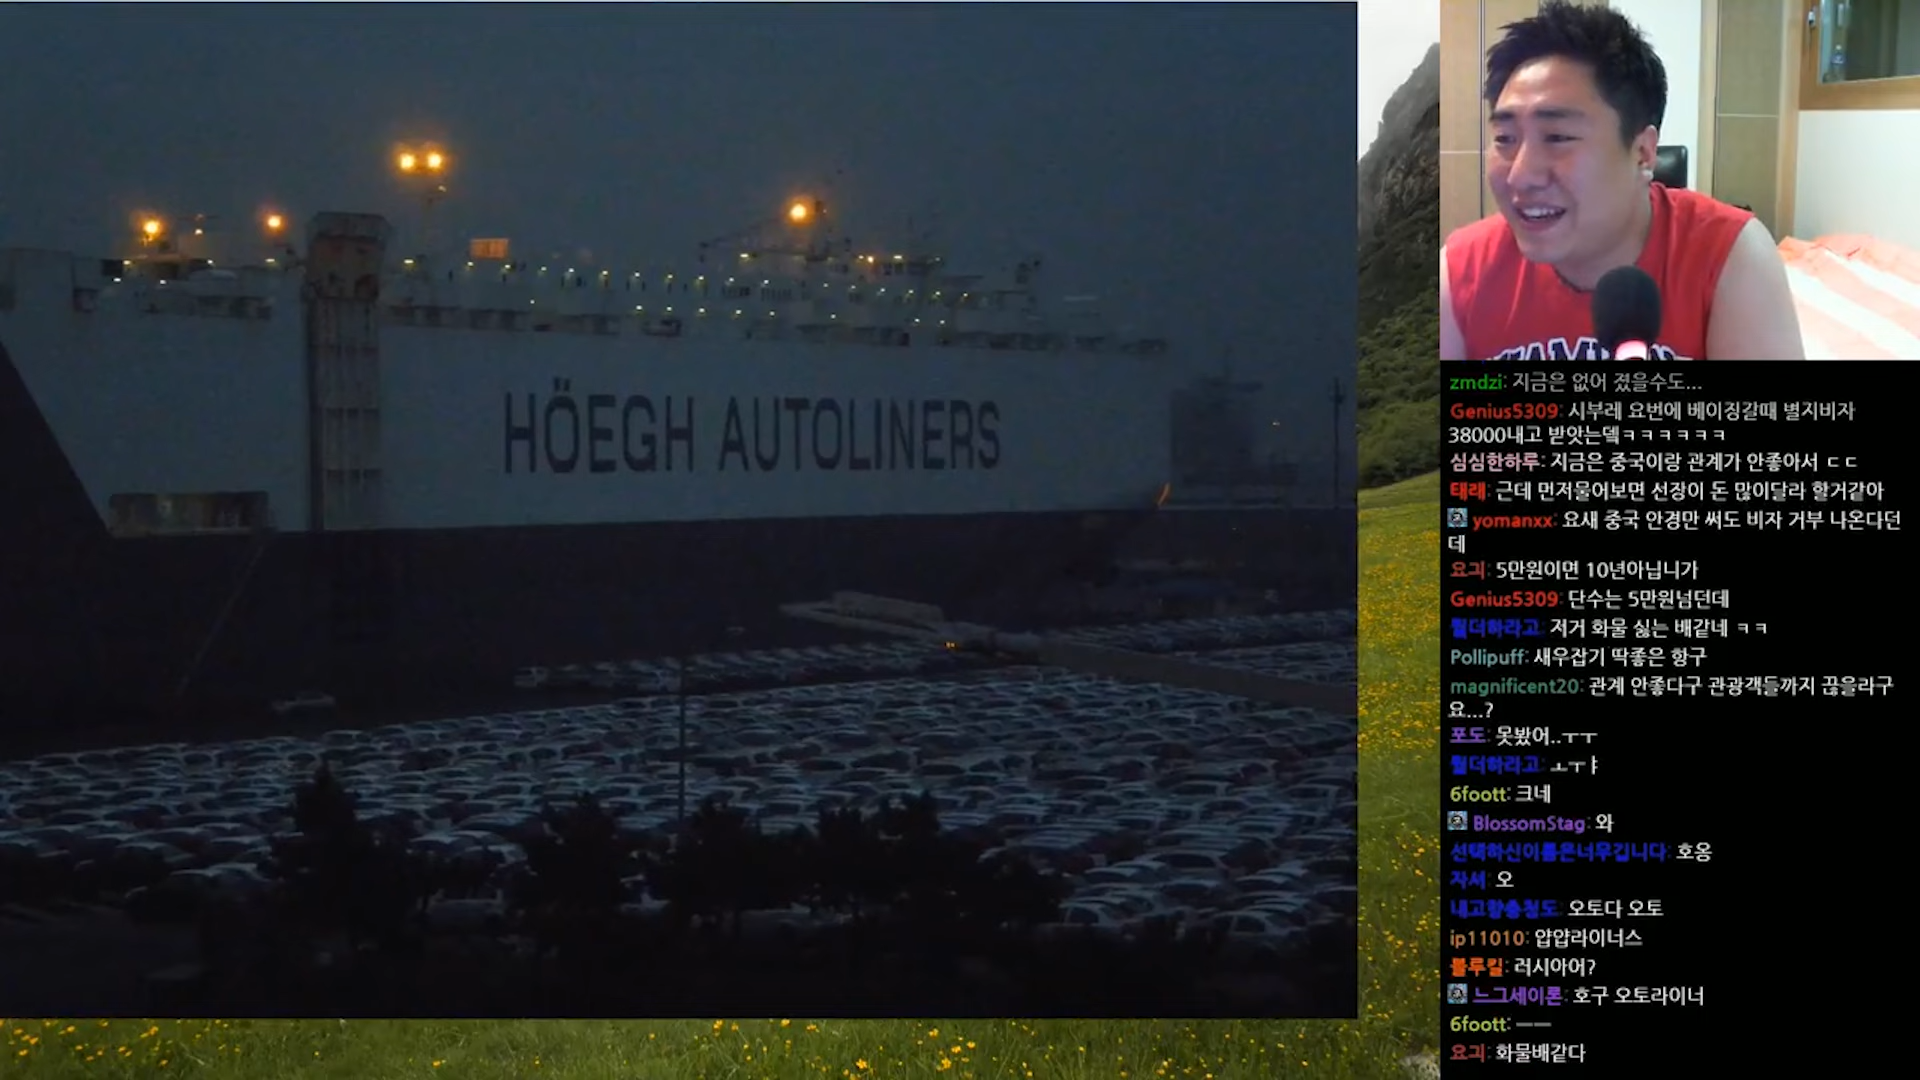 HÖEGH AUTOLINERS
zmdzi: 지금은 없어 졌을수도...
Genius5309: 시부레 요번에 베이징갈때 별지비자
38000내고 받앗는뎈ㅋㅋㅋㅋㅋㅋ
심심한하루: 지금은 중국이랑 관계가 안좋아서 ㄷㄷ
태래: 근데 먼저물어보면 선장이 돈 많이달라 할거같아
yomanxx: 요새 중국 안경만 써도 비자 거부 나온다던
데
요긔: 5만원이면 10년아닙니가
Genius5309: 단수는 5만원넘던데
뭘더하라고: 저거 화물 싫는 배같네 ㅋㅋ
Pollipuff: 새우잡기 딱좋은 항구
magnificent20: 관계 안좋다구 관광객들까지 끊을라구
요...?
포도: 못봤어..ㅜㅜ
뭘더하라고: ㅗㅜㅑ
6foott: 크네
BlossomStag: 와
선택하신이름은너무깁니다: 호옹
자서: 오
내고향충청도: 오토다 오토
ip11010: 얍얍라이너스
블루킬: 러시아어?
느그세이론: 호구 오토라이너
6foott: ㅡㅡ
요긔: 화물배같다